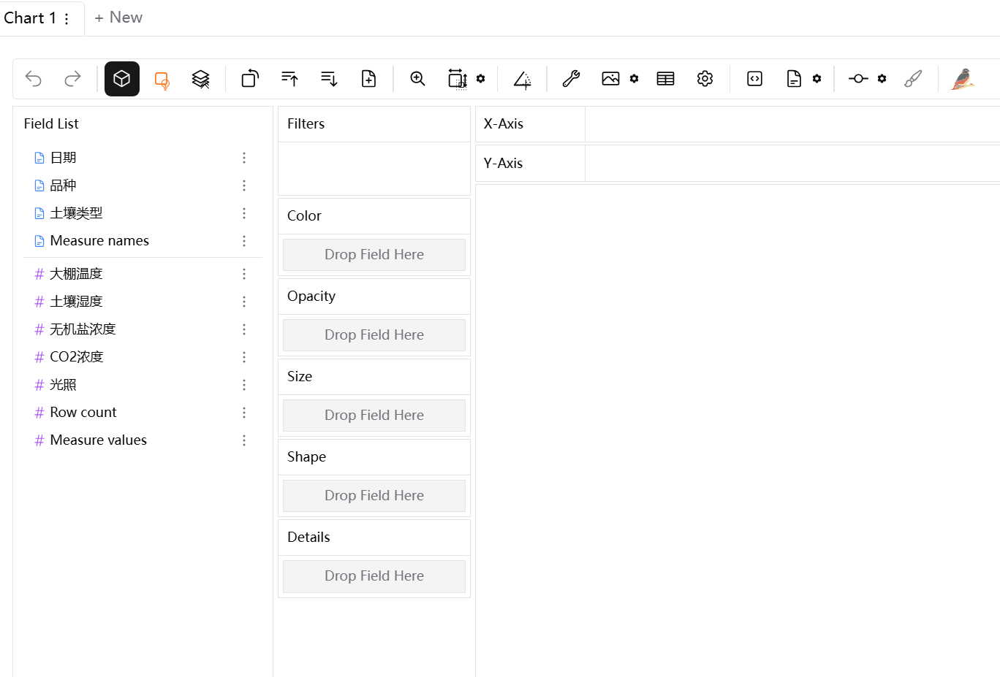 Chart 1
+ New
Field List
日期
品种
土壤类型
Measure names
# 大棚温度
# 土壤湿度
# 无机盐浓度
# CO2浓度
# 光照
# Row count
# Measure values
Filters
Color
Drop Field Here
Opacity
Drop Field Here
Size
Drop Field Here
Shape
Drop Field Here
Details
Drop Field Here
X-Axis
Y-Axis